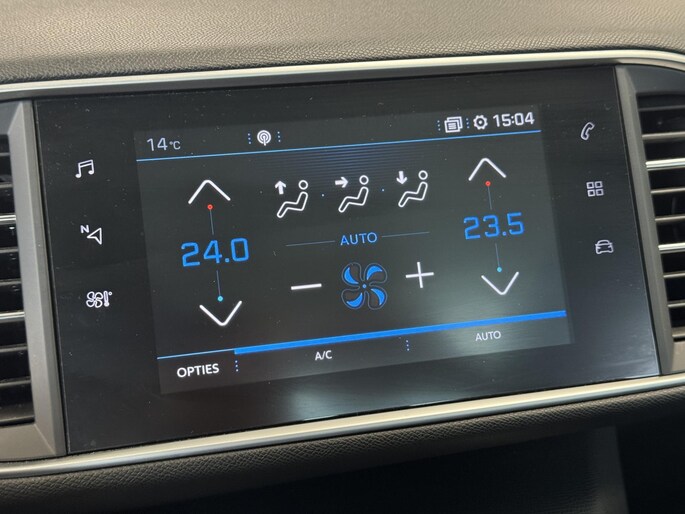 14°C
15:04
N
24.0
AUTO
23.5
OPTIES
A/C
AUTO